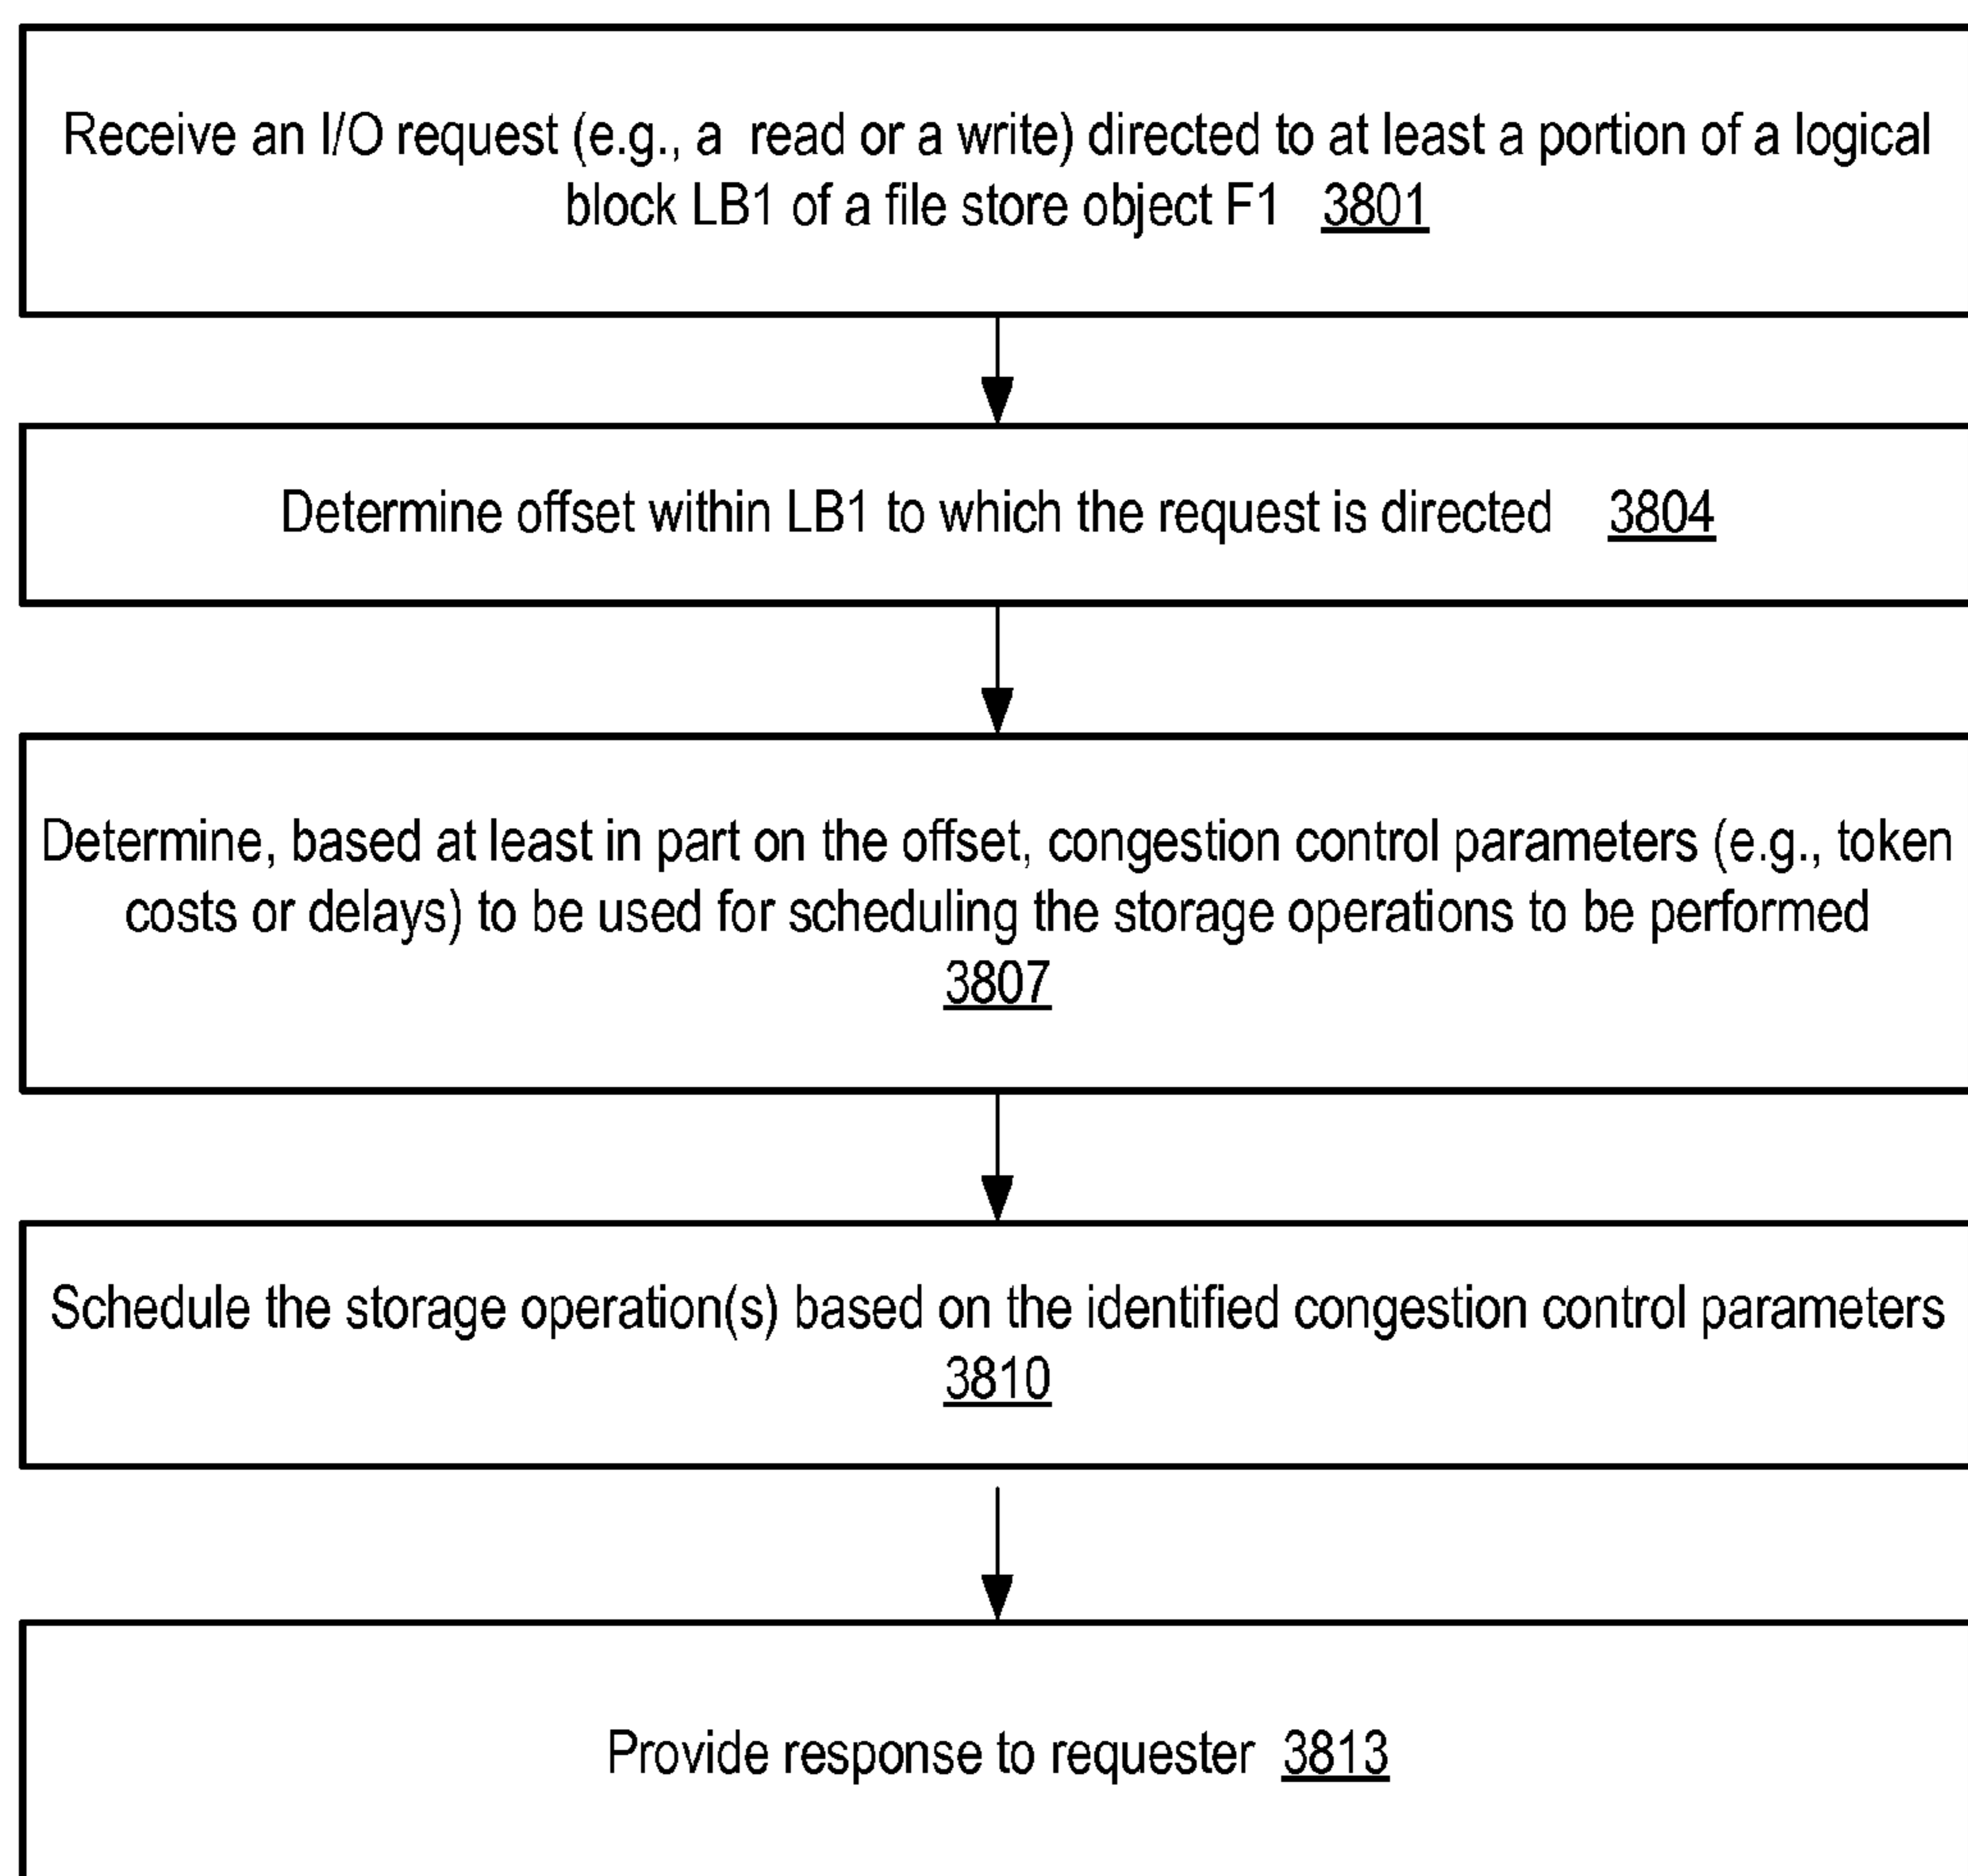 Receive an I/O request (e.g., a read or a write) directed to at least a portion of a logical
block LB1 of a file store object F1 3801
Determine offset within LB1 to which the request is directed 3804
Determine, based at least in part on the offset, congestion control parameters (e.g., token
costs or delays) to be used for scheduling the storage operations to be performed
3807
Schedule the storage operation(s) based on the identified congestion control parameters
3810
Provide response to requester 3813